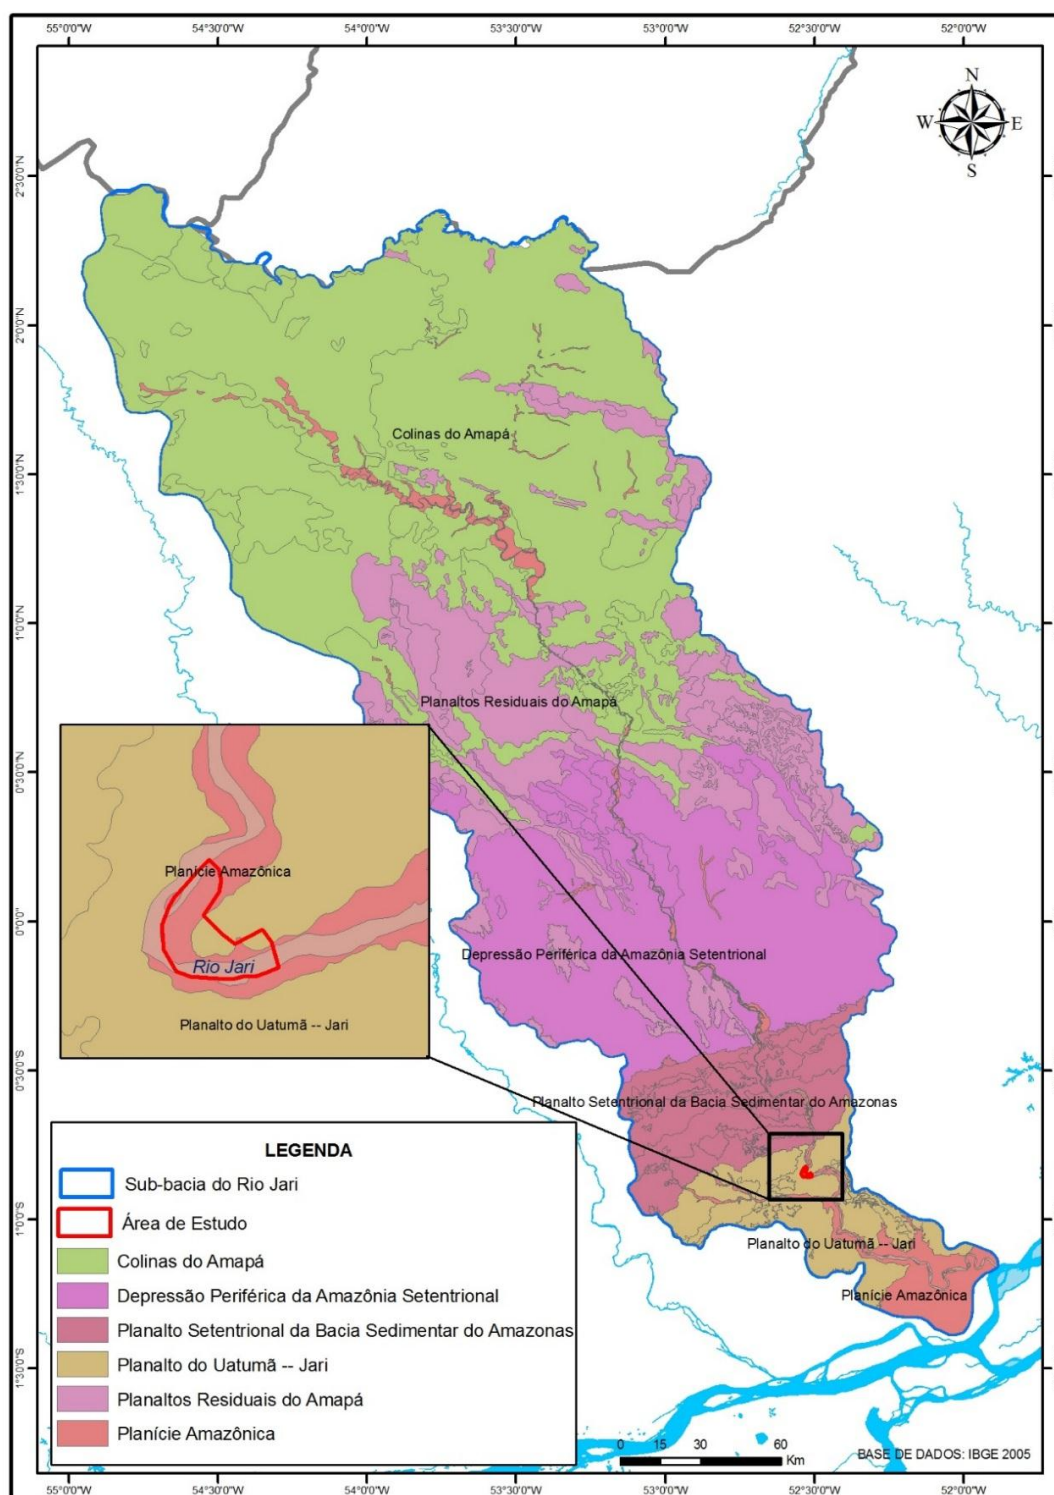 55°0'0"W 54°30'0"W 54°0'0"W 53°30'0"W 53°0'0"W 52°30'0"W 52°0'0"W
N
W E
S
2°30'0"N
2°0'0"N
Colinas do Amapá
1°30'0"N
1°0'0"N
Planaltos Residuais do Amapá
0°30'0"N
Planície Amazônica
0°0'0"
Depressão Periférica da Amazônia Setentrional
Rio Jari
Planalto do Uatumã -- Jari
0°30'0"S
Planalto Setentrional da Bacia Sedimentar do Amazonas
LEGENDA
Sub-bacia do Rio Jari
Área de Estudo
Colinas do Amapá
Depressão Periférica da Amazônia Setentrional
Planalto Setentrional da Bacia Sedimentar do Amazonas
Planalto do Uatumã -- Jari
Planaltos Residuais do Amapá
Planície Amazônica
1°0'0"S
Planalto do Uatumã -- Jari
Planície Amazônica
1°30'0"S
0 15 30 60
Km
BASE DE DADOS: IBGE 2005
55°0'0"W 54°30'0"W 54°0'0"W 53°30'0"W 53°0'0"W 52°30'0"W 52°0'0"W